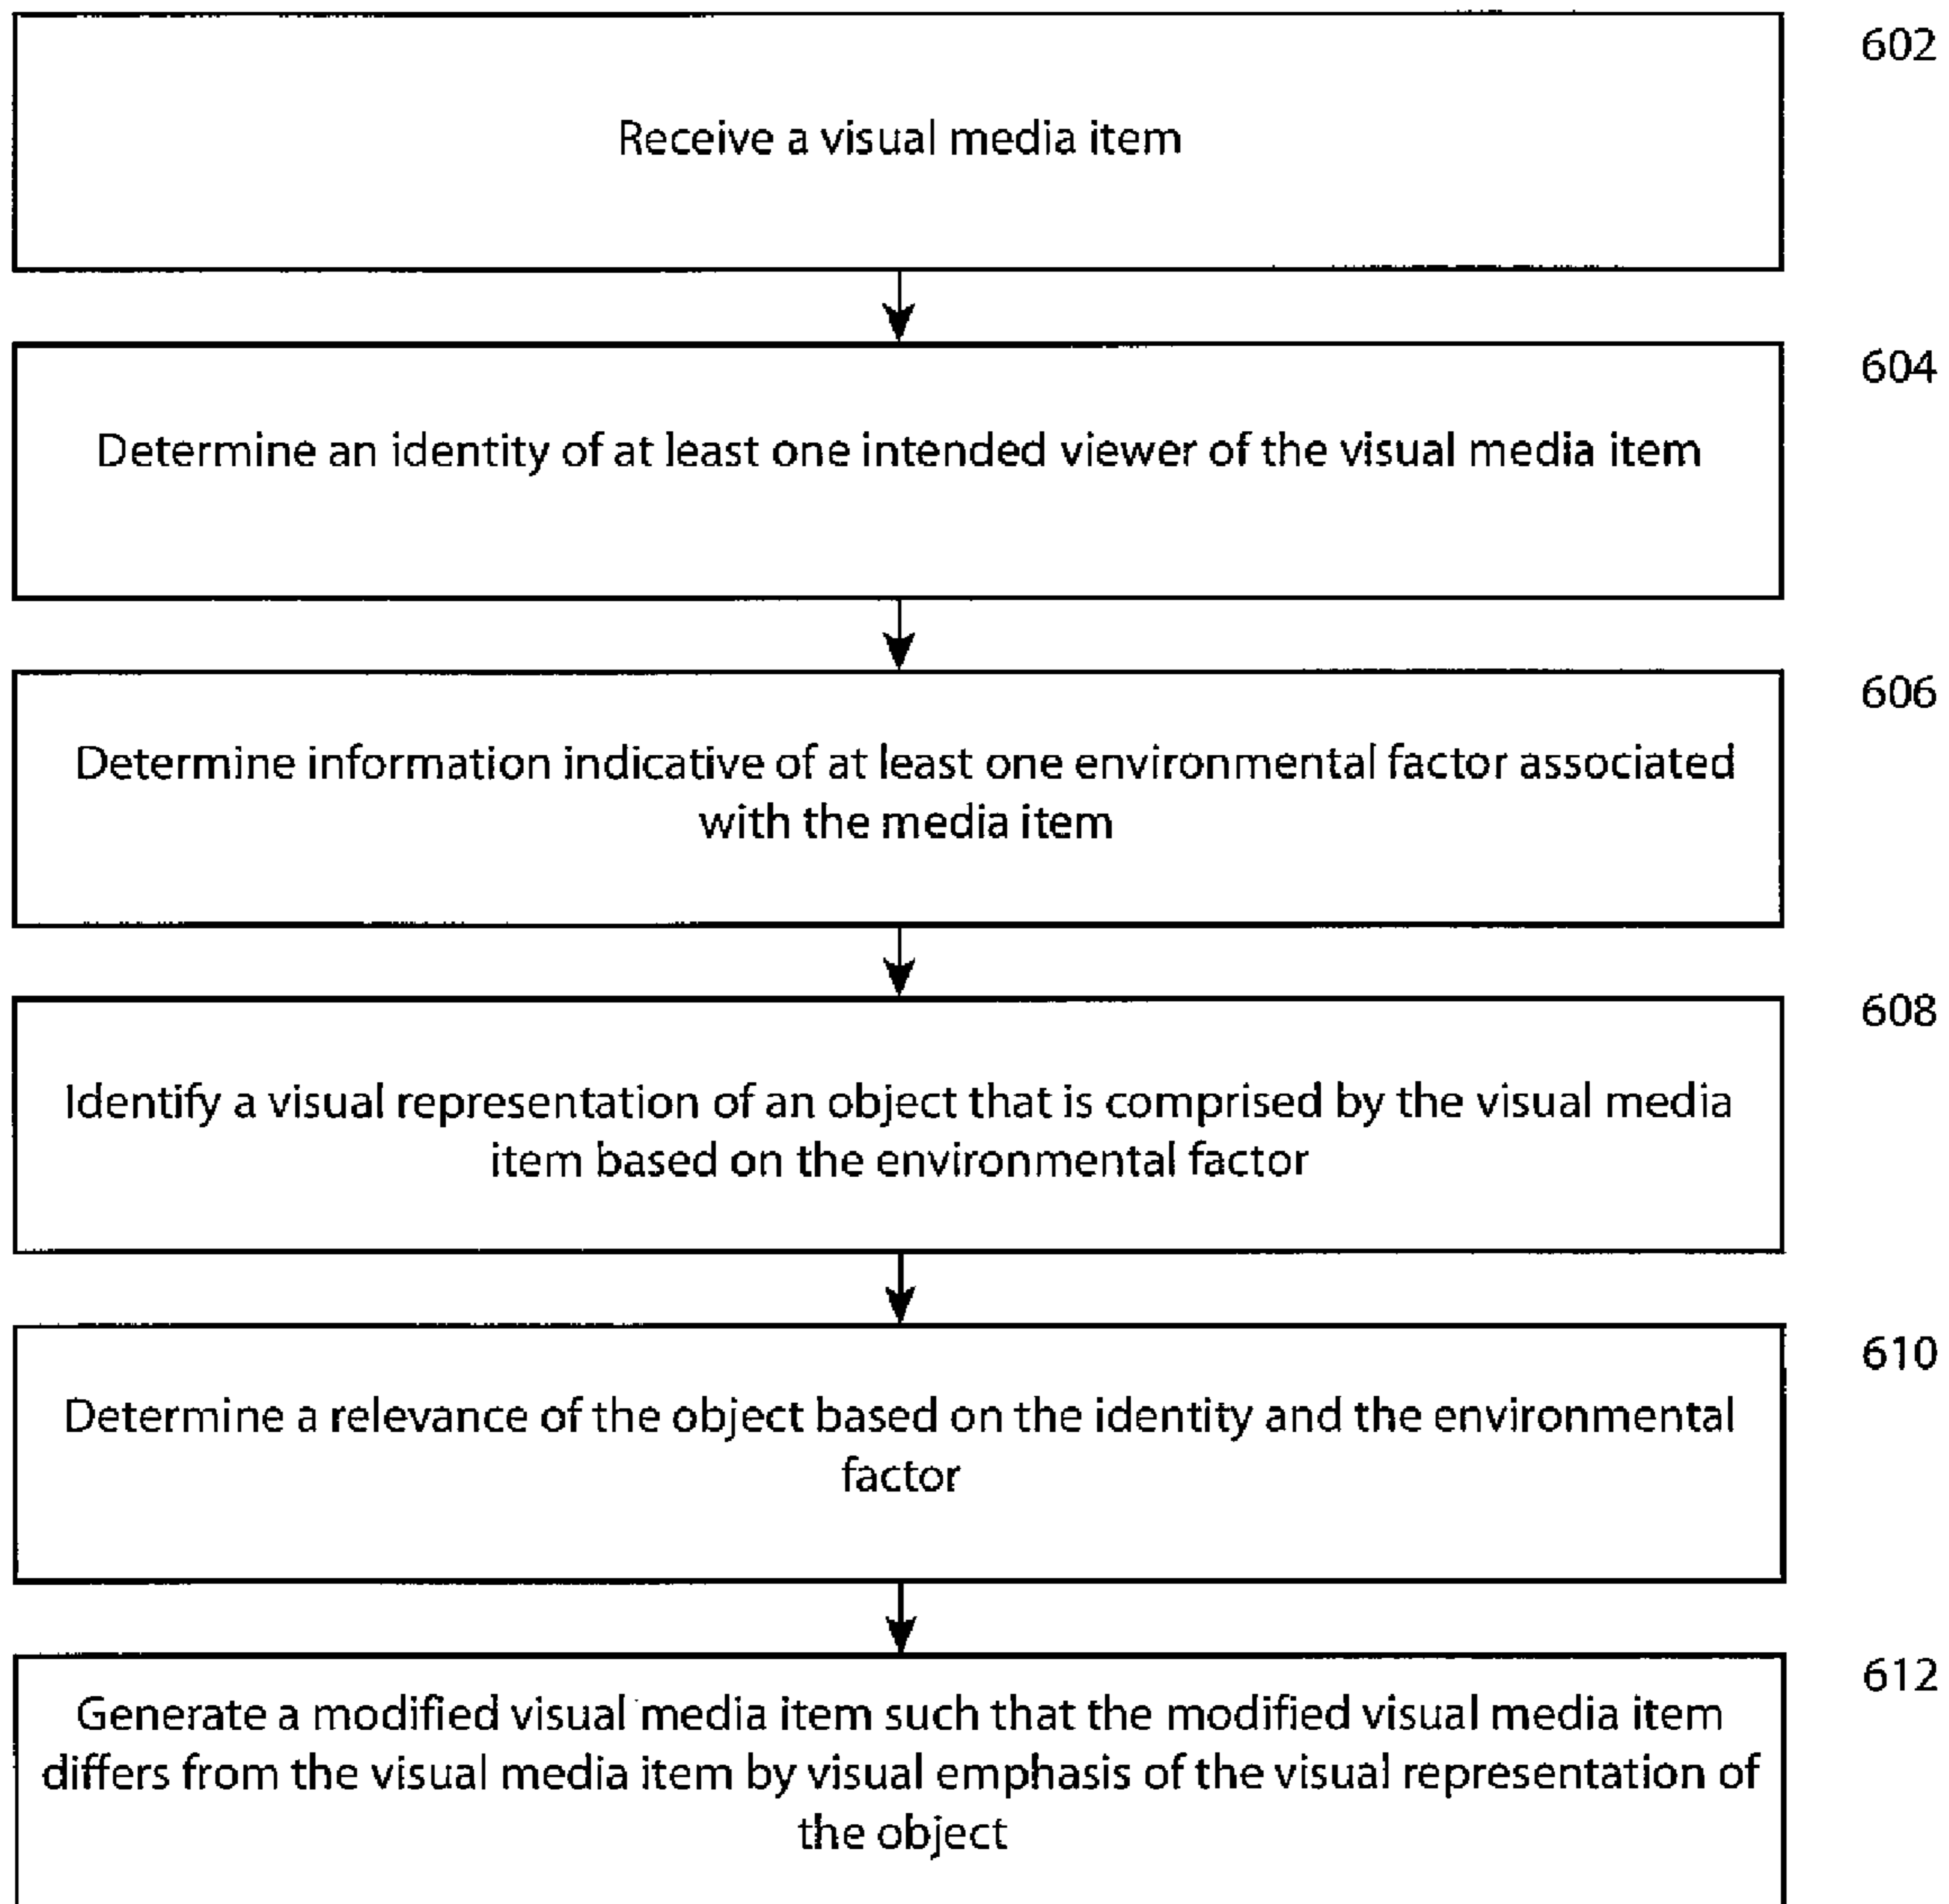 602
Receive a visual media item
604
Determine an identity of at least one intended viewer of the visual media item
606
Determine information indicative of at least one environmental factor associated
with the media item
608
Identify a visual representation of an object that is comprised by the visual media
item based on the environmental factor
610
Determine a relevance of the object based on the identity and the environmental
factor
612
Generate a modified visual media item such that the modified visual media item
differs from the visual media item by visual emphasis of the visual representation of
the object